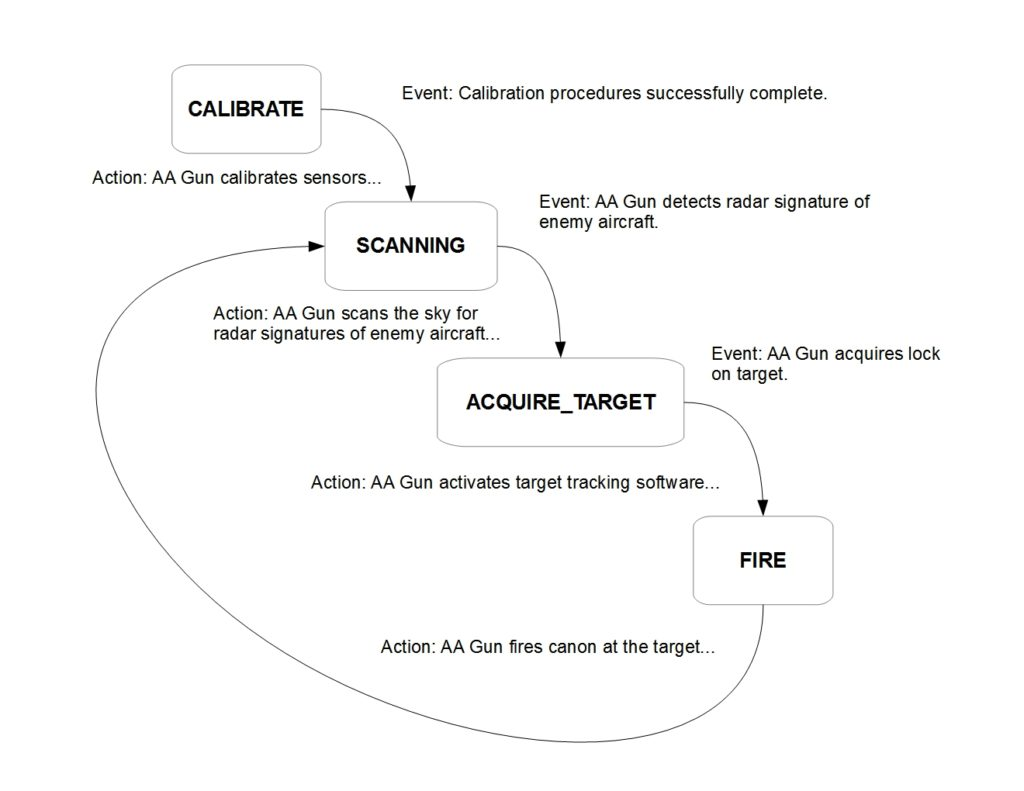 CALIBRATE
Event: Calibration procedures successfully complete.
Action: AA Gun calibrates sensors...
SCANNING
Event: AA Gun detects radar signature of
enemy aircraft.
Action: AA Gun scans the sky for
radar signatures of enemy aircraft...
ACQUIRE_TARGET
Event: AA Gun acquires lock
on target.
Action: AA Gun activates target tracking software...
FIRE
Action: AA Gun fires canon at the target...